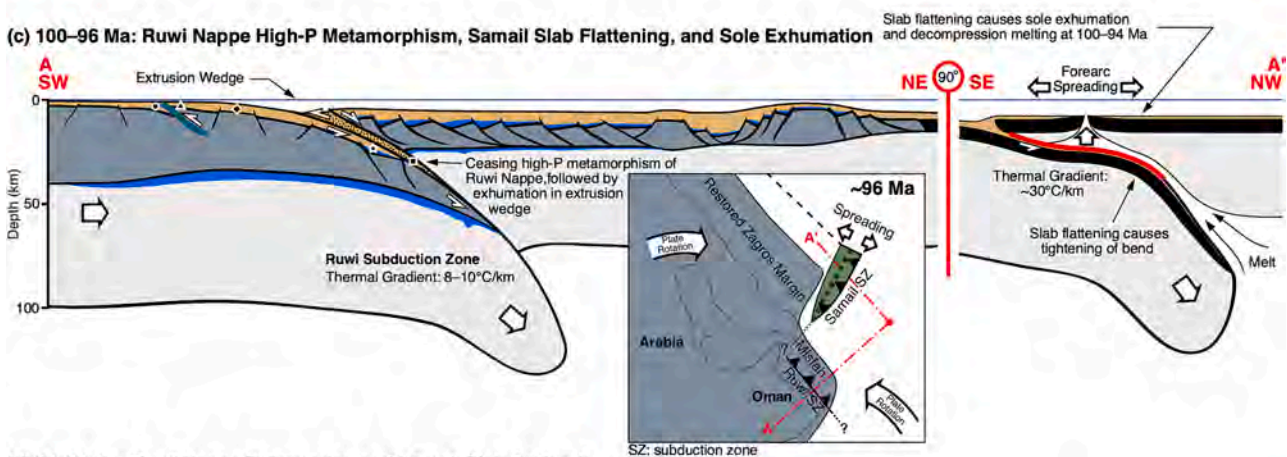 Slab flattening causes sole exhumation
and decompression melting at 100–94 Ma
(c) 100–96 Ma: Ruwi Nappe High-P Metamorphism, Samail Slab Flattening, and Sole Exhumation
A
SW
Extrusion Wedge
NE 90° SE
Forearc
Spreading
A"
NW
0
50
100
Depth (km)
Ceasing high-P metamorphism of
Ruwi Nappe,followed by
exhumation in extrusion
wedge
Ruwi Subduction Zone
Thermal Gradient: 8–10°C/km
Thermal Gradient:
~30°C/km
Slab flattening causes
tightening of bend
Melt
~96 Ma
Spreading
A'
Plate
Rotation
Restored Zagros Margin
Samail SZ
Arabia
Misfah
Ruwi SZ
?
Oman
A
?
Plate
Rotation
SZ: subduction zone